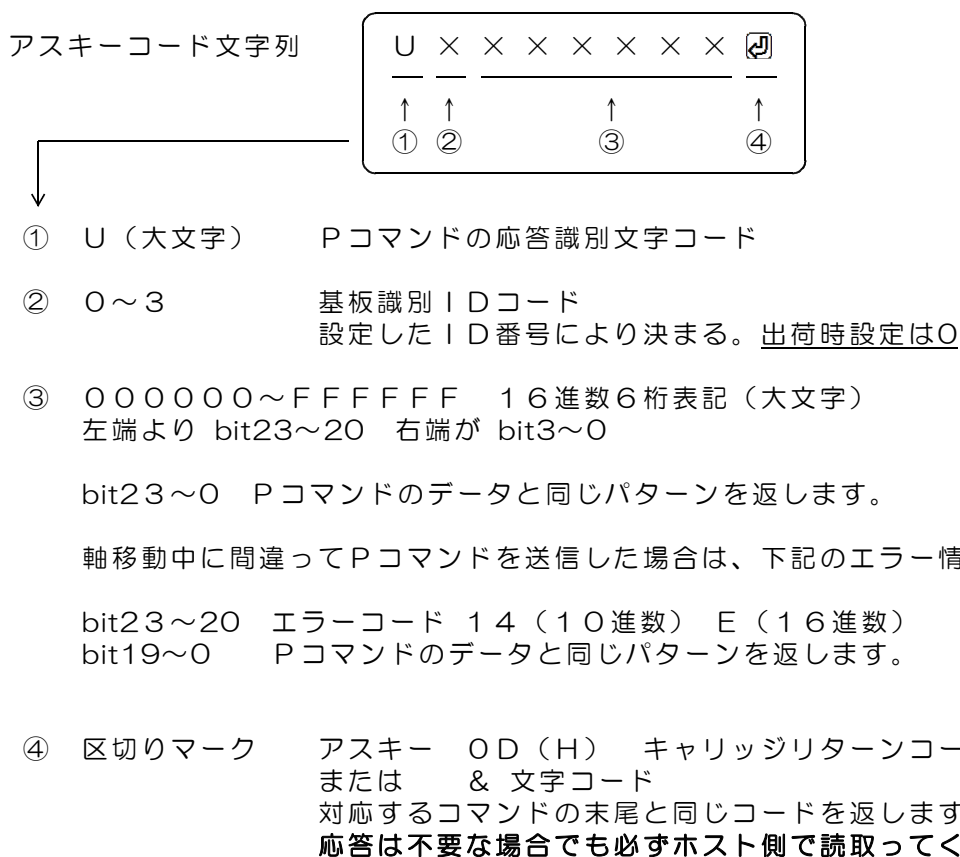 アスキーコード文字列　U × × × × × × ×
↑ ↑ ↑ ↑
① ② ③ ④
① U（大文字）　Pコマンドの応答識別文字コード
② 0～3　基板識別IDコード
設定したID番号により決まる。出荷時設定は0
③ 000000～FFFFFF　16進数6桁表記（大文字）
左端より bit23～20　右端が bit3～0
bit23～0　Pコマンドのデータと同じパターンを返します。
軸移動中に間違ってPコマンドを送信した場合は、下記のエラー情
bit23～20　エラーコード 14（10進数）　E（16進数）
bit19～0　Pコマンドのデータと同じパターンを返します。
④ 区切りマーク　アスキー　0D（H）　キャリッジリターンコー
または　& 文字コード
対応するコマンドの末尾と同じコードを返します
応答は不要な場合でも必ずホスト側で読取ってく